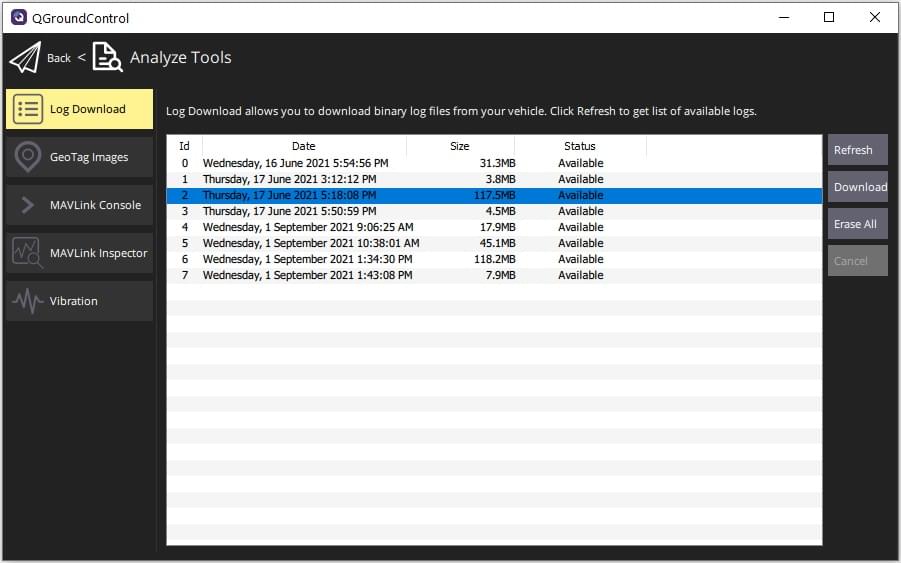 QGroundControl
Back < Analyze Tools
Log Download
GeoTag Images
MAVLink Console
MAVLink Inspector
Vibration
Log Download allows you to download binary log files from your vehicle. Click Refresh to get list of available logs.
Id Date Size Status
0 Wednesday, 16 June 2021 5:54:56 PM 31.3MB Available
1 Thursday, 17 June 2021 3:12:12 PM 3.8MB Available
2 Thursday, 17 June 2021 5:18:08 PM 117.5MB Available
3 Thursday, 17 June 2021 5:50:59 PM 4.5MB Available
4 Wednesday, 1 September 2021 9:06:25 AM 17.9MB Available
5 Wednesday, 1 September 2021 10:38:01 AM 45.1MB Available
6 Wednesday, 1 September 2021 1:34:30 PM 118.2MB Available
7 Wednesday, 1 September 2021 1:43:08 PM 7.9MB Available
Refresh
Download
Erase All
Cancel